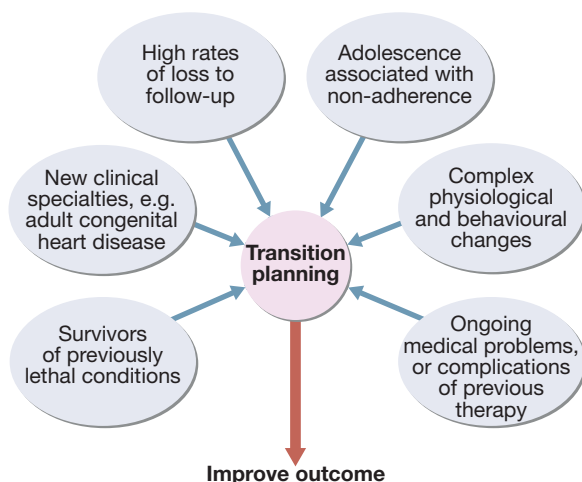 High rates
of loss to
follow-up
Adolescence
associated with
non-adherence
New clinical
specialties, e.g.
adult congenital
heart disease
Complex
physiological
and behavioural
changes
Transition
planning
Survivors
of previously
lethal conditions
Ongoing
medical problems,
or complications
of previous
therapy
Improve outcome